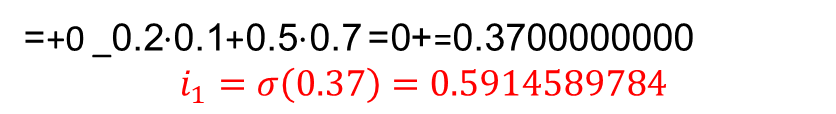 =+0 _0.2·0.1+0.5·0.7 =0+=0.3700000000
i₁ = σ(0.37) = 0.5914589784